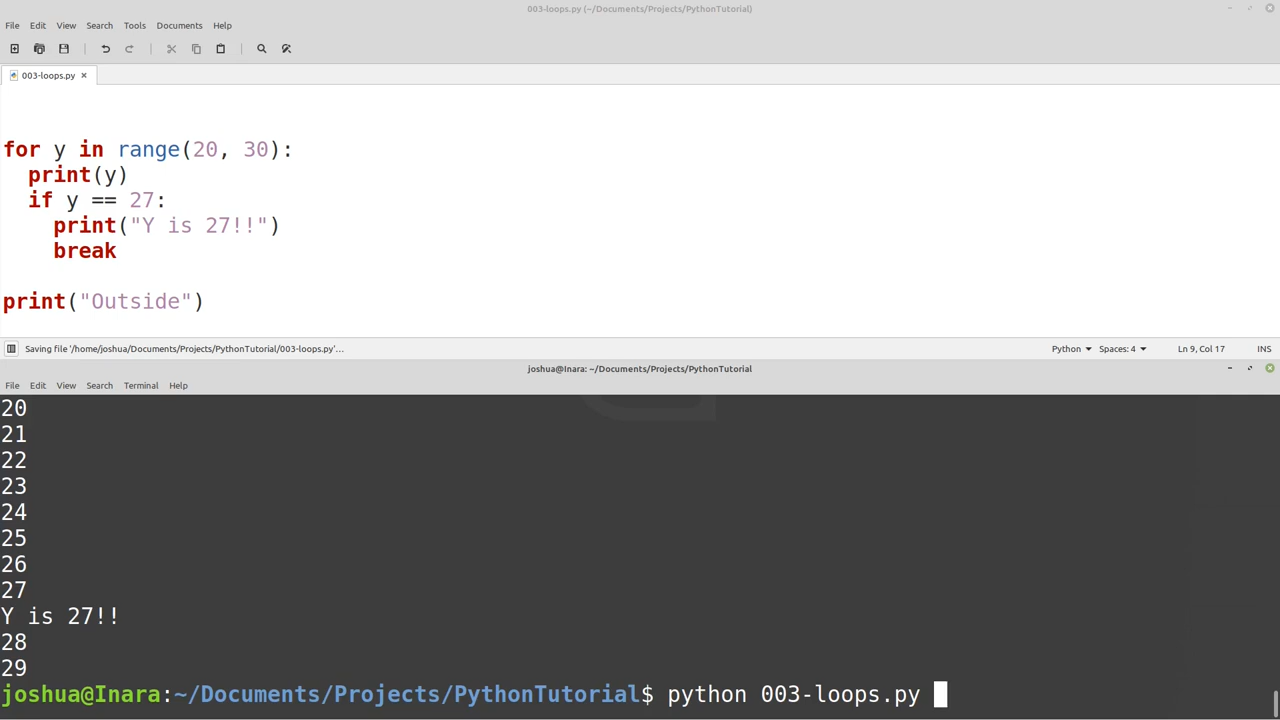 003-loops.py (~/Documents/Projects/PythonTutorial)
File Edit View Search Tools Documents Help
003-loops.py ×
for y in range(20, 30):
  print(y)
  if y == 27:
    print("Y is 27!!")
    break
print("Outside")
Saving file '/home/joshua/Documents/Projects/PythonTutorial/003-loops.py'… Python Spaces: 4 Ln 9, Col 17 INS
joshua@Inara: ~/Documents/Projects/PythonTutorial
File Edit View Search Terminal Help
20
21
22
23
24
25
26
27
Y is 27!!
28
29
joshua@Inara:~/Documents/Projects/PythonTutorial$ python 003-loops.py